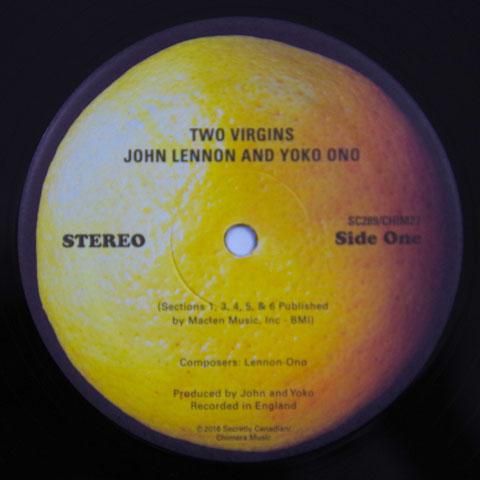 TWO VIRGINS
JOHN LENNON AND YOKO ONO
SC289/CHIM27
STEREO
Side One
(Sections 1, 3, 4, 5, & 6 Published
by Maclen Music, Inc - BMI)
Composers: Lennon-Ono
Produced by John and Yoko
Recorded in England
© 2016 Secretly Canadian/
Chimera Music